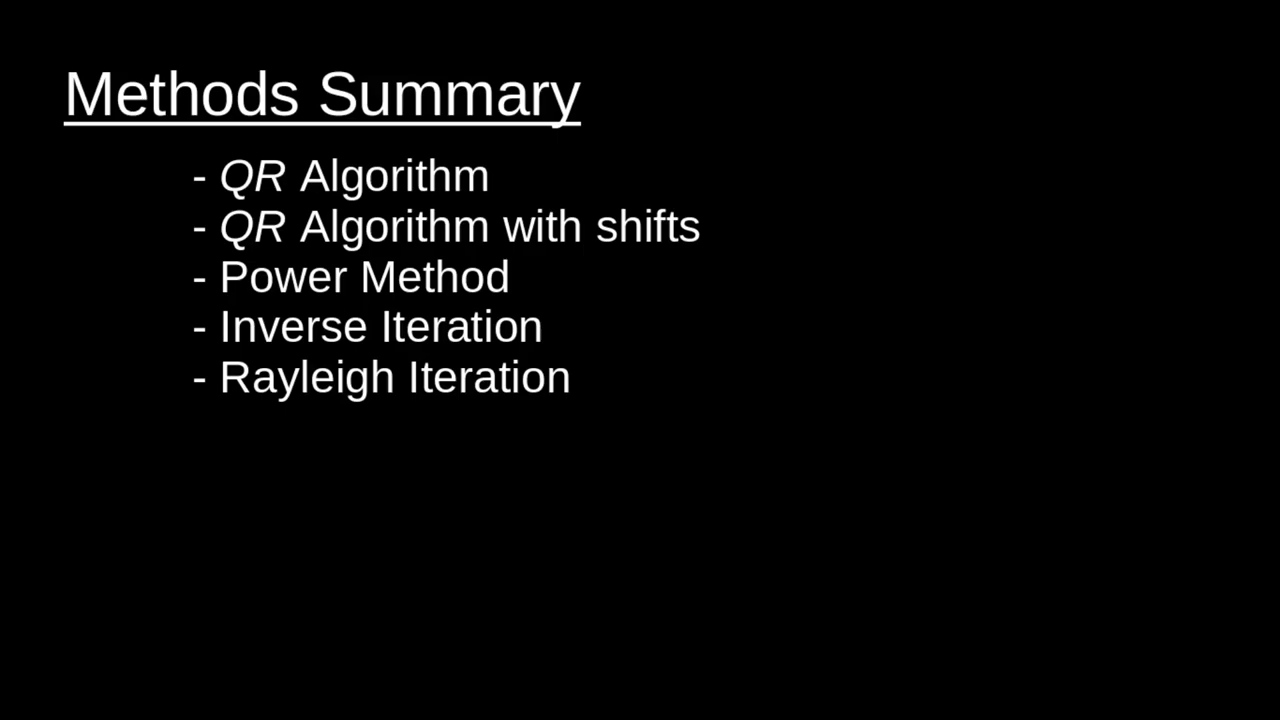 Methods Summary
- QR Algorithm
- QR Algorithm with shifts
- Power Method
- Inverse Iteration
- Rayleigh Iteration